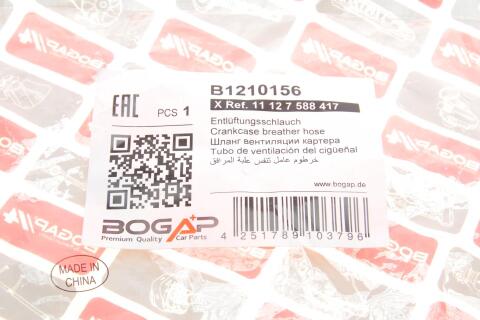 B1210156
X Ref. 11 12 7 588 417
EAC
PCS 1
Entlüftungsschlauch
Crankcase breather hose
Шланг вентиляции картера
Tubo de ventilación del cigüeñal
خرطوم عامل تنفس علبة المرافق
www.bogap.de
BOGAP
Premium Quality Car Parts
4 251789 103796
MADE IN
CHINA